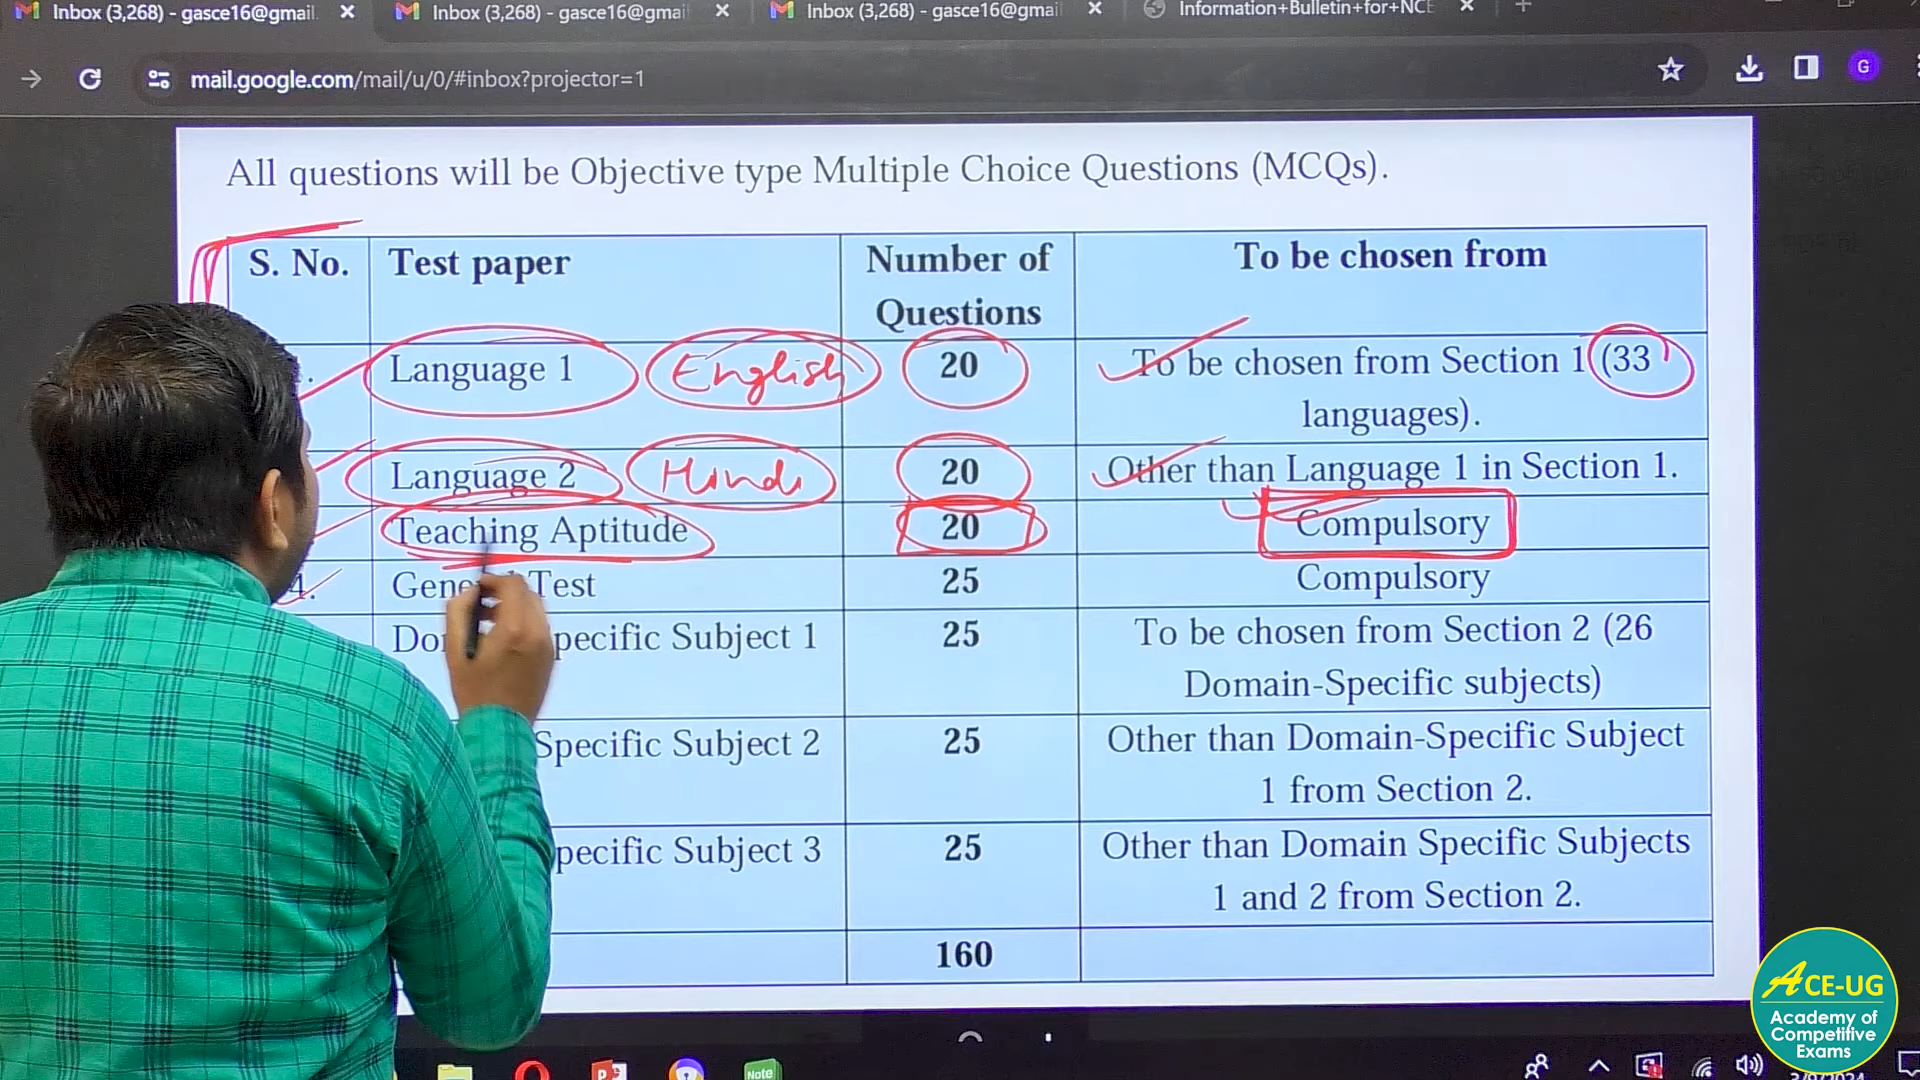 Inbox (3,268) - gasce16@gmail. Inbox (3,268) - gasce16@gmai Inbox (3,268) - gasce16@gmai Information+Bulletin+for+NCE
mail.google.com/mail/u/0/#inbox?projector=1 G
All questions will be Objective type Multiple Choice Questions (MCQs).
S. No. Test paper Number of Questions To be chosen from
Language 1 English 20 To be chosen from Section 1 (33
languages).
Language 2 Hindi 20 Other than Language 1 in Section 1.
Teaching Aptitude 20 Compulsory
4. Test 25 Compulsory
pecific Subject 1 25 To be chosen from Section 2 (26
Domain-Specific subjects)
Specific Subject 2 25 Other than Domain-Specific Subject
1 from Section 2.
pecific Subject 3 25 Other than Domain Specific Subjects
1 and 2 from Section 2.
160
ACE-UG
Academy of
Competitive
Exams
Note